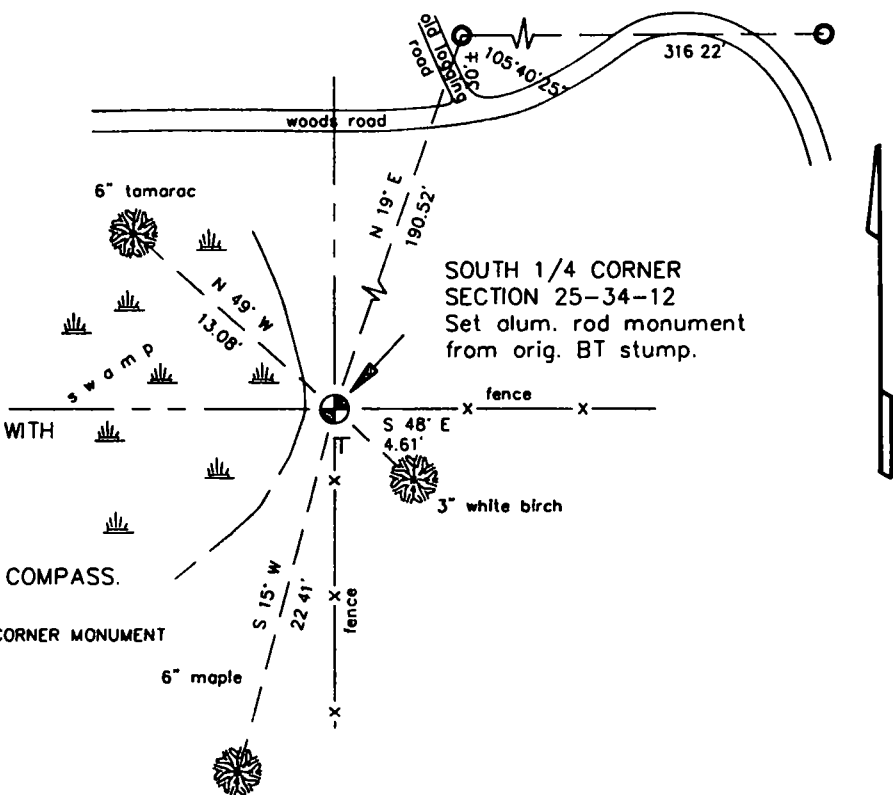 old logging
road
30' ±
105°40'25"
316 22'
woods road
6" tamarac
N 19° E
190.52'
N 49° W
13.08'
SOUTH 1/4 CORNER
SECTION 25-34-12
Set alum. rod monument
from orig. BT stump.
swamp
fence
WITH
S 48° E
4.61'
T
3" white birch
COMPASS.
S 15° W
22 41'
fence
CORNER MONUMENT
6" maple